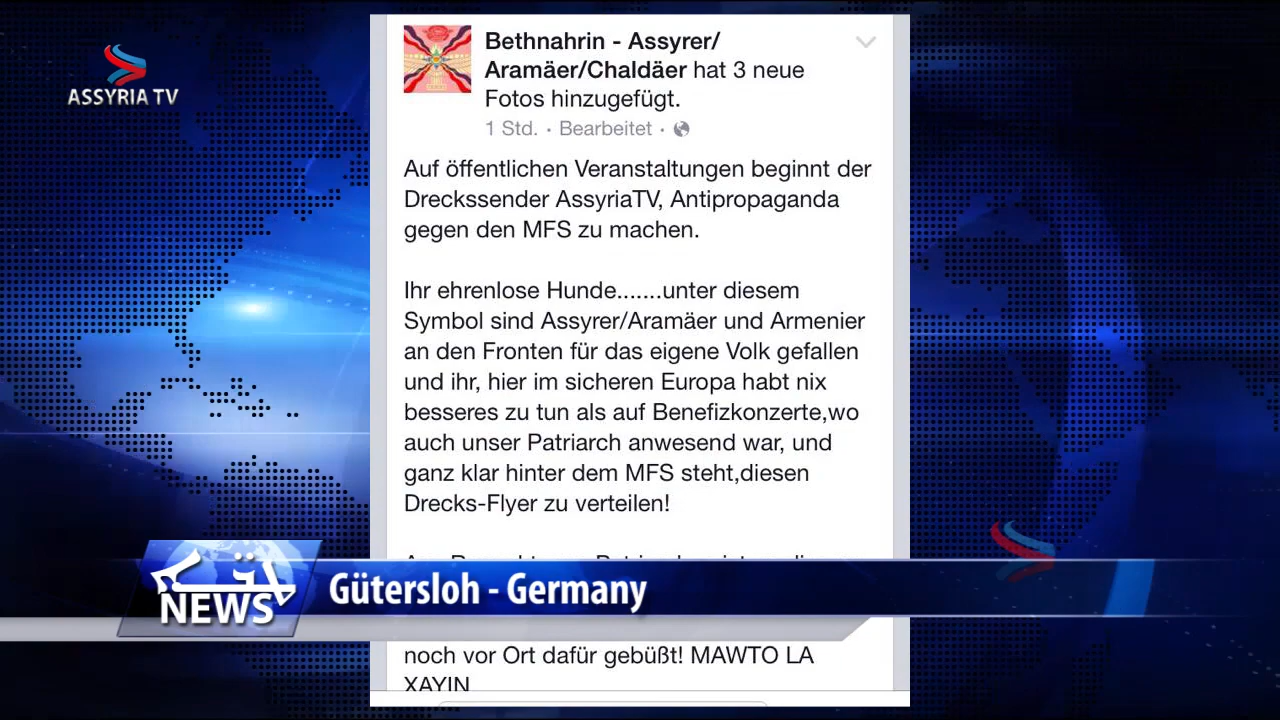 ASSYRIA TV
Bethnahrin - Assyrer/
Aramäer/Chaldäer hat 3 neue
Fotos hinzugefügt.
1 Std. · Bearbeitet ·
Auf öffentlichen Veranstaltungen beginnt der
Dreckssender AssyriaTV, Antipropaganda
gegen den MFS zu machen.
Ihr ehrenlose Hunde.......unter diesem
Symbol sind Assyrer/Aramäer und Armenier
an den Fronten für das eigene Volk gefallen
und ihr, hier im sicheren Europa habt nix
besseres zu tun als auf Benefizkonzerte,wo
auch unser Patriarch anwesend war, und
ganz klar hinter dem MFS steht,diesen
Drecks-Flyer zu verteilen!
NEWS
Gütersloh - Germany
noch vor Ort dafür gebüßt! MAWTO LA
XAYIN